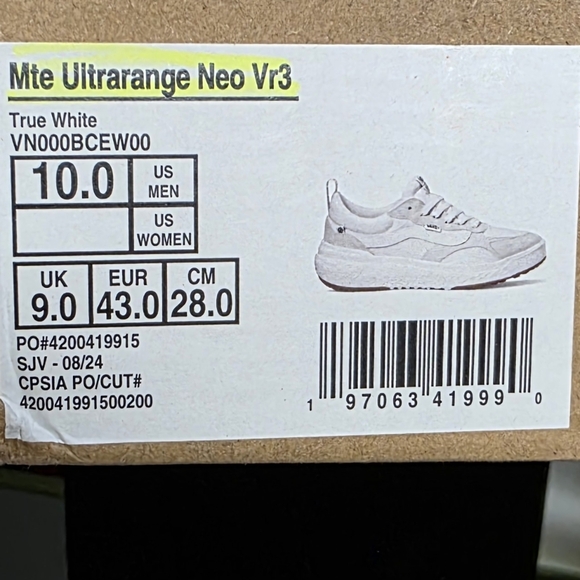 Mte Ultrarange Neo Vr3
True White
VN000BCEW00
10.0 US MEN
US WOMEN
UK EUR CM
9.0 43.0 28.0
PO#4200419915
SJV - 08/24
CPSIA PO/CUT#
420041991500200
1 97063 41999 0